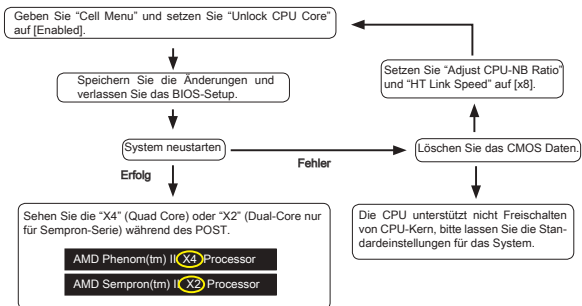 Geben Sie “Cell Menu” und setzen Sie “Unlock CPU Core”
auf [Enabled].
Speichern Sie die Änderungen und
verlassen Sie das BIOS-Setup.
Setzen Sie “Adjust CPU-NB Ratio”
und “HT Link Speed” auf [x8].
System neustarten
Fehler
Löschen Sie das CMOS Daten.
Erfolg
Sehen Sie die “X4” (Quad Core) oder “X2” (Dual-Core nur
für Sempron-Serie) während des POST.
AMD Phenom(tm) II X4 Processor
AMD Sempron(tm) II X2 Processor
Die CPU unterstützt nicht Freischalten
von CPU-Kern, bitte lassen Sie die Stan-
dardeinstellungen für das System.